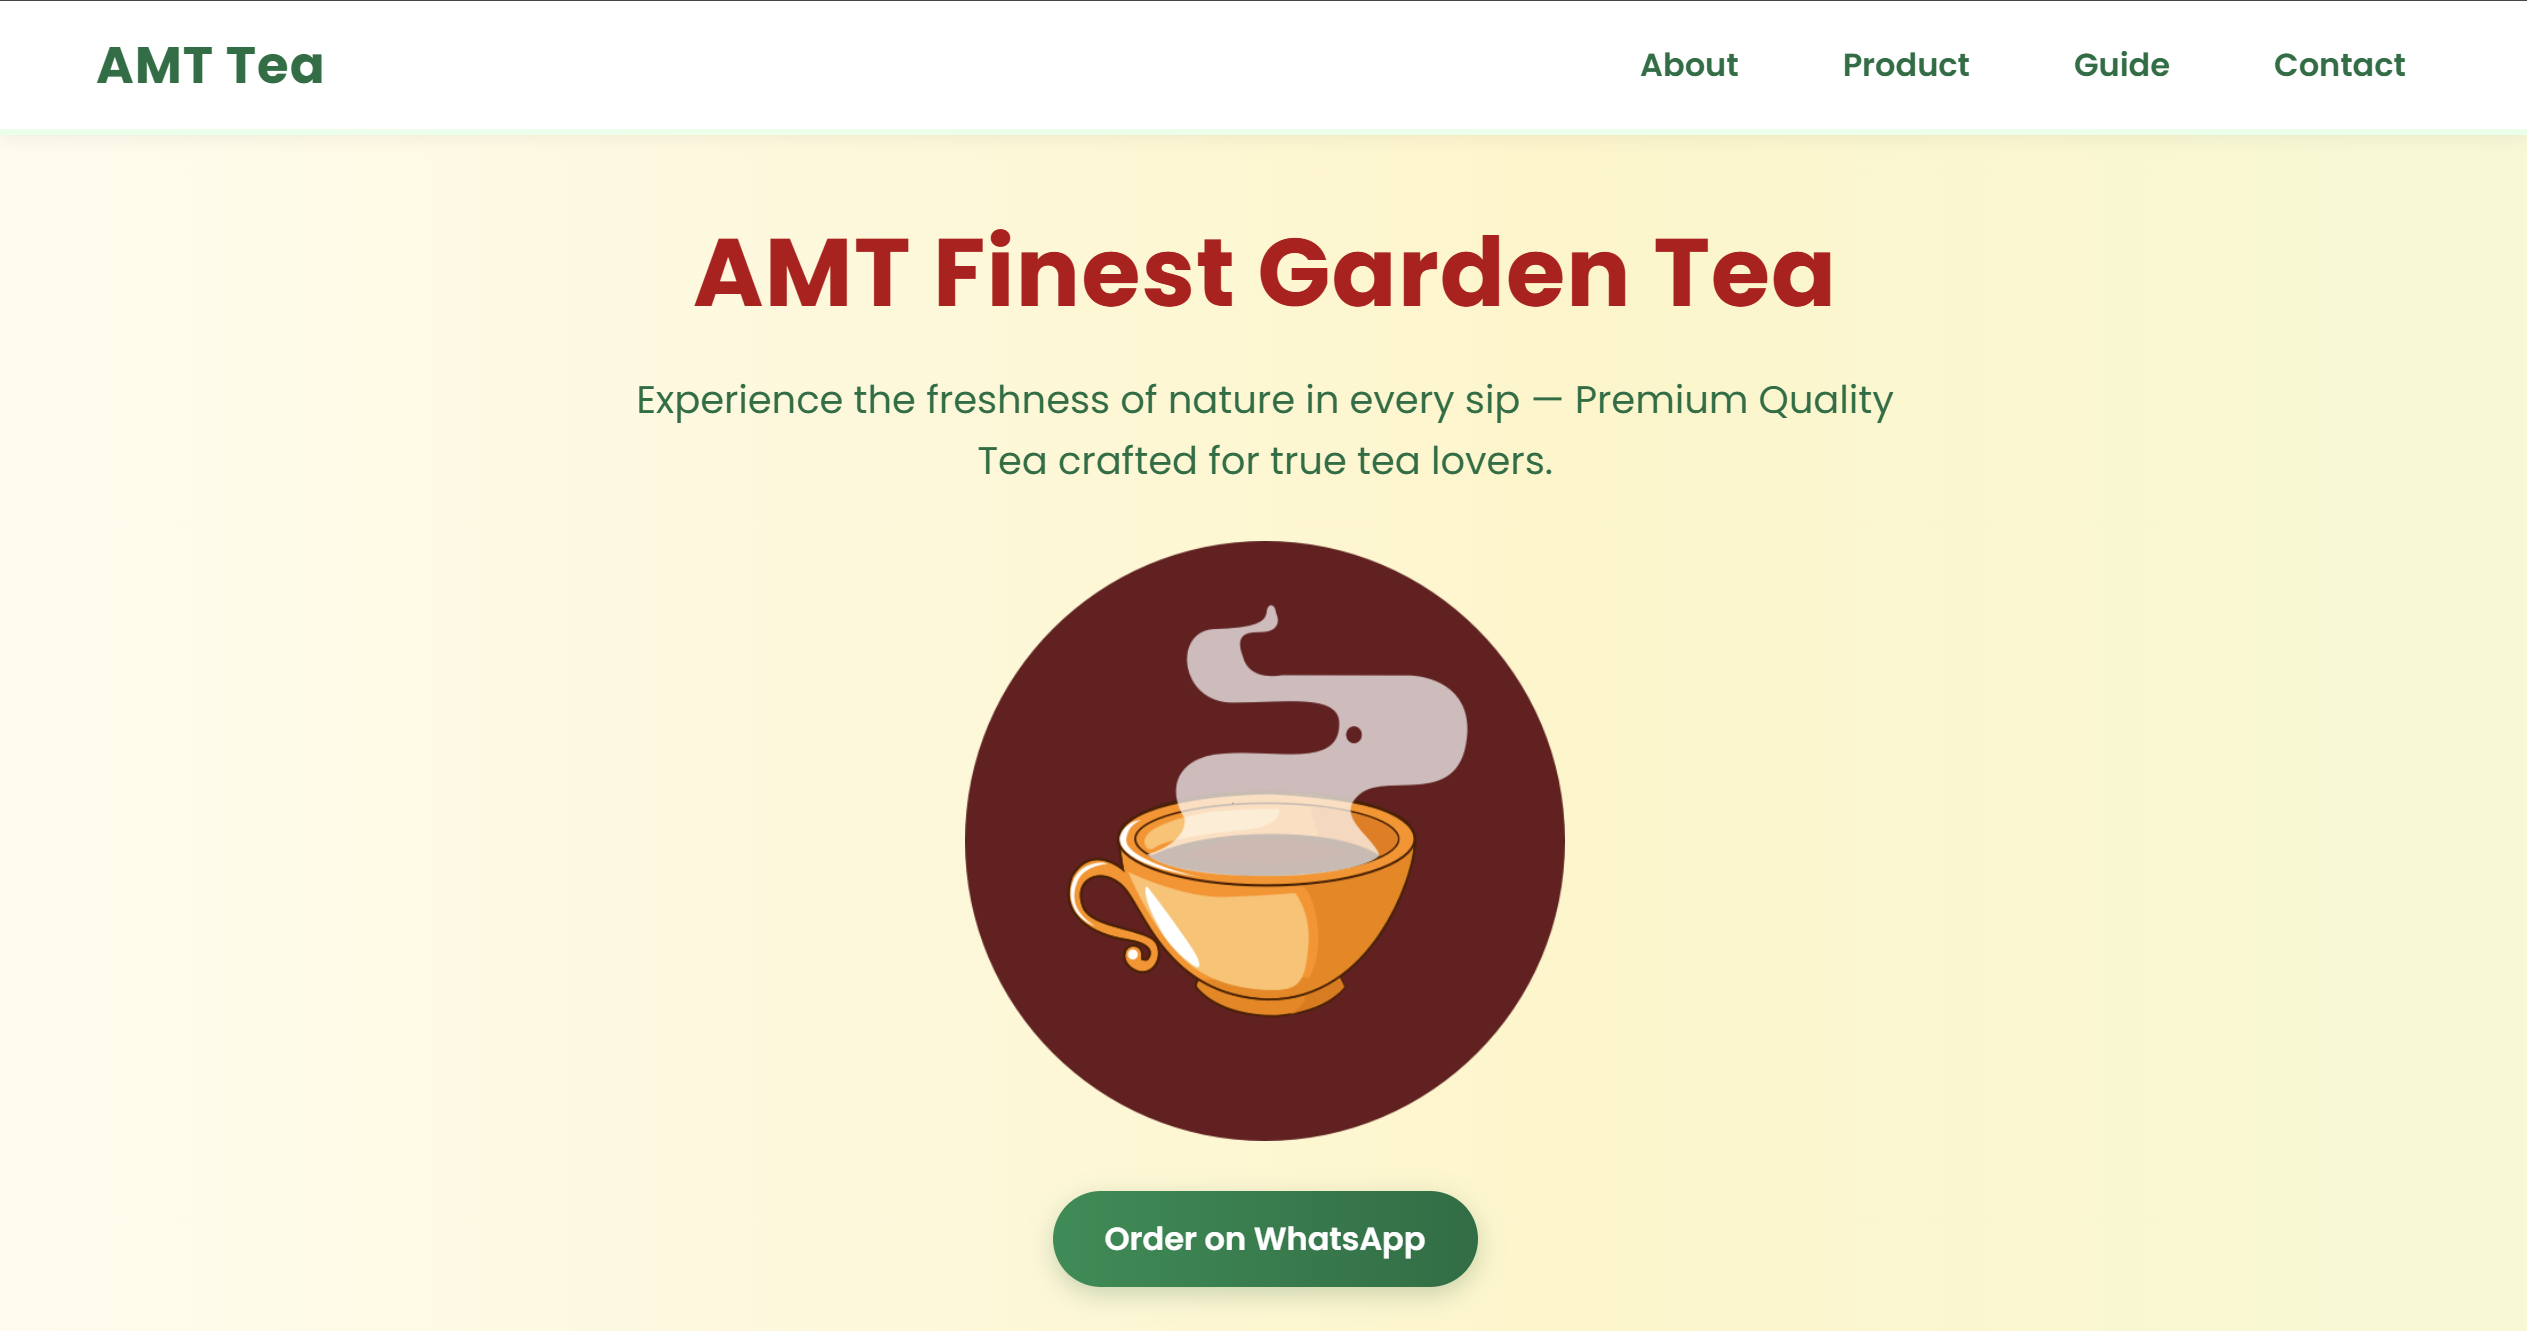 AMT Tea
About
Product
Guide
Contact
AMT Finest Garden Tea
Experience the freshness of nature in every sip — Premium Quality
Tea crafted for true tea lovers.
Order on WhatsApp